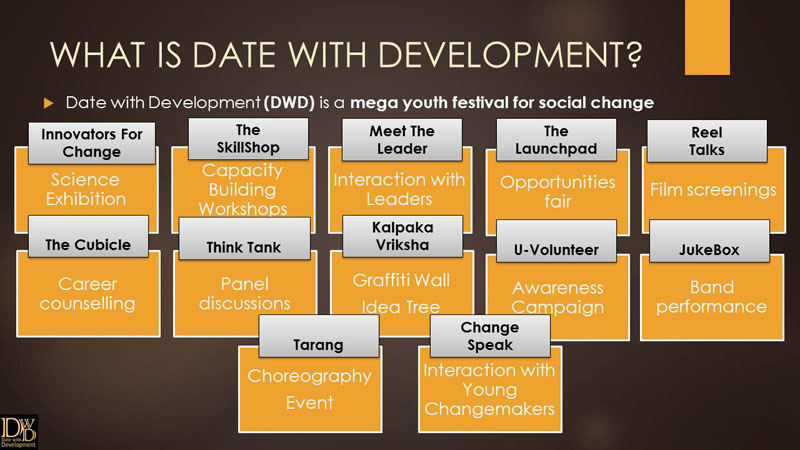 WHAT IS DATE WITH DEVELOPMENT?
Date with Development (DWD) is a mega youth festival for social change
Innovators For
Change
Science
Exhibition
The
SkillShop
Capacity
Building
Workshops
Meet The
Leader
Interaction with
Leaders
The
Launchpad
Opportunities
fair
Reel
Talks
Film screenings
The Cubicle
Career
counselling
Think Tank
Panel
discussions
Kalpaka
Vriksha
Graffiti Wall
Idea Tree
U-Volunteer
Awareness
Campaign
JukeBox
Band
performance
Tarang
Choreography
Event
Change
Speak
Interaction with
Young
Changemakers
DWD
Date with
Development